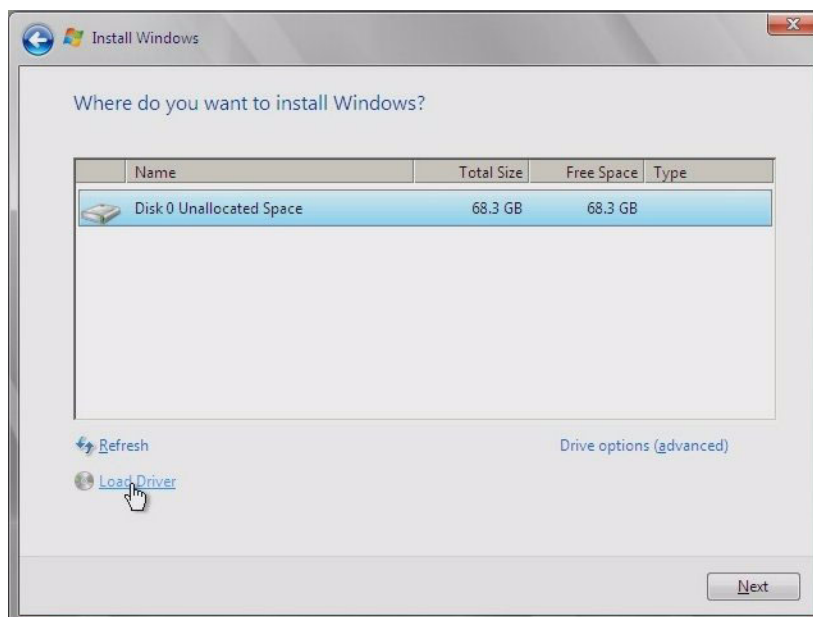 Install Windows
Where do you want to install Windows?
Name Total Size Free Space Type
Disk 0 Unallocated Space 68.3 GB 68.3 GB
Refresh Drive options (advanced)
Load Driver
Next